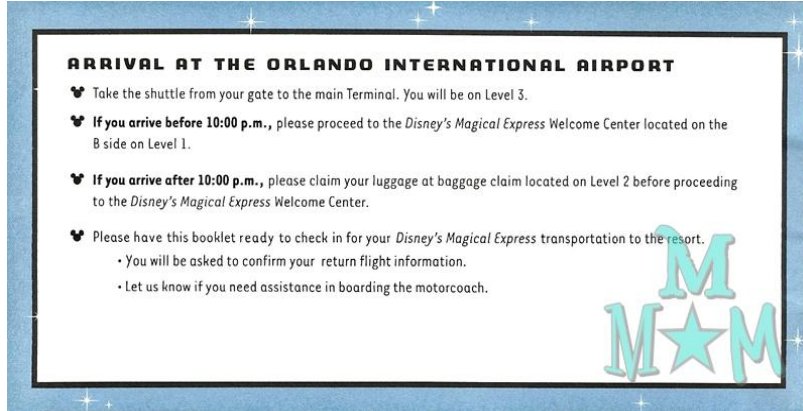 ARRIVAL AT THE ORLANDO INTERNATIONAL AIRPORT
Take the shuttle from your gate to the main Terminal. You will be on Level 3.
If you arrive before 10:00 p.m., please proceed to the Disney's Magical Express Welcome Center located on the
B side on Level 1.
If you arrive after 10:00 p.m., please claim your luggage at baggage claim located on Level 2 before proceeding
to the Disney's Magical Express Welcome Center.
Please have this booklet ready to check in for your Disney's Magical Express transportation to the resort.
• You will be asked to confirm your return flight information.
• Let us know if you need assistance in boarding the motorcoach.
M
M★M